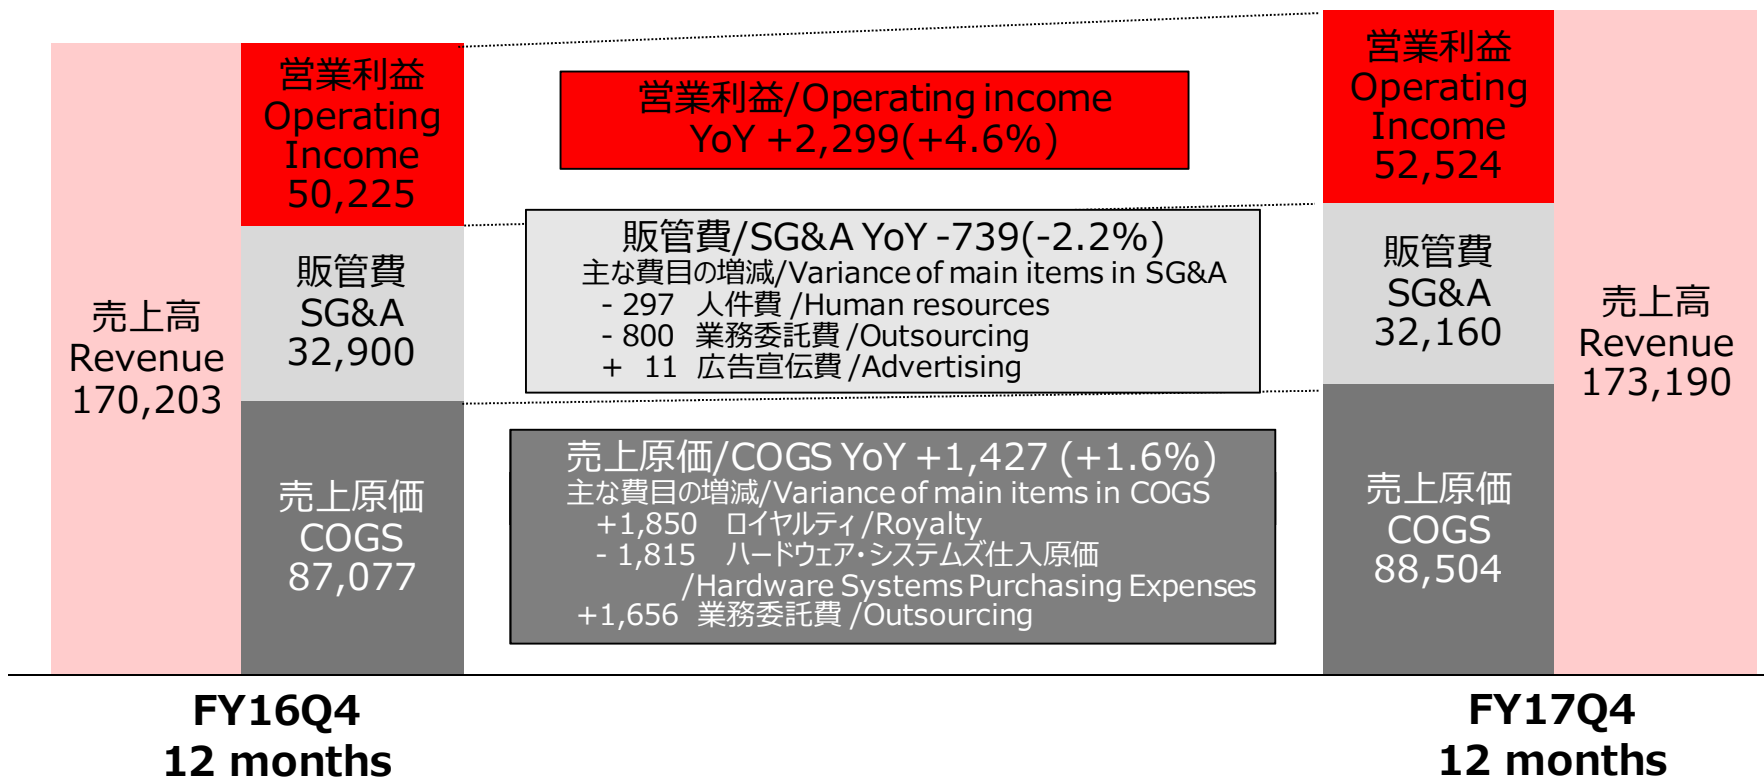 売上高
Revenue
170,203
営業利益
Operating
Income
50,225
販管費
SG&A
32,900
売上原価
COGS
87,077
営業利益/Operating income
YoY +2,299(+4.6%)
販管費/SG&A YoY -739(-2.2%)
主な費目の増減/Variance of main items in SG&A
- 297 人件費 /Human resources
- 800 業務委託費 /Outsourcing
+ 11 広告宣伝費 /Advertising
売上原価/COGS YoY +1,427 (+1.6%)
主な費目の増減/Variance of main items in COGS
+1,850 ロイヤルティ /Royalty
- 1,815 ハードウェア・システムズ仕入原価
/Hardware Systems Purchasing Expenses
+1,656 業務委託費 /Outsourcing
営業利益
Operating
Income
52,524
販管費
SG&A
32,160
売上原価
COGS
88,504
売上高
Revenue
173,190
FY16Q4
12 months
FY17Q4
12 months